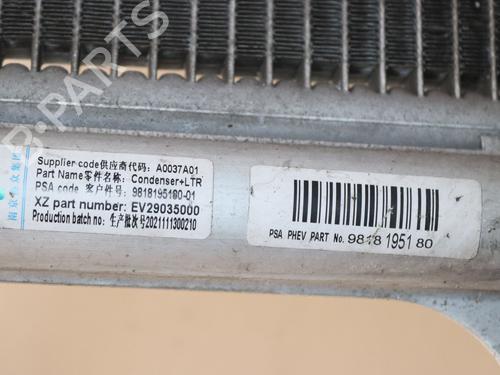 B-PARTS
Supplier code供应商代码: A0037A01
Part Name零件名称: Condenser+LTR
PSA code 客户件号: 9818195180-01
XZ part number: EV29035000
Production batch no: 生产批次号20211111300210
PSA PHEV PART No. 98181951 80